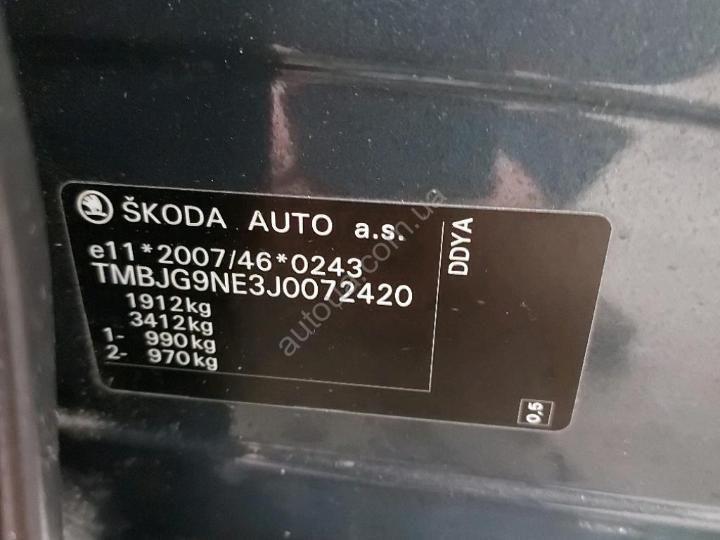 ŠKODA AUTO a.s.
e11*2007/46*0243
TMBJG9NE3J0072420
1912kg
3412kg
1- 990kg
2- 970kg
DDYA
0,5